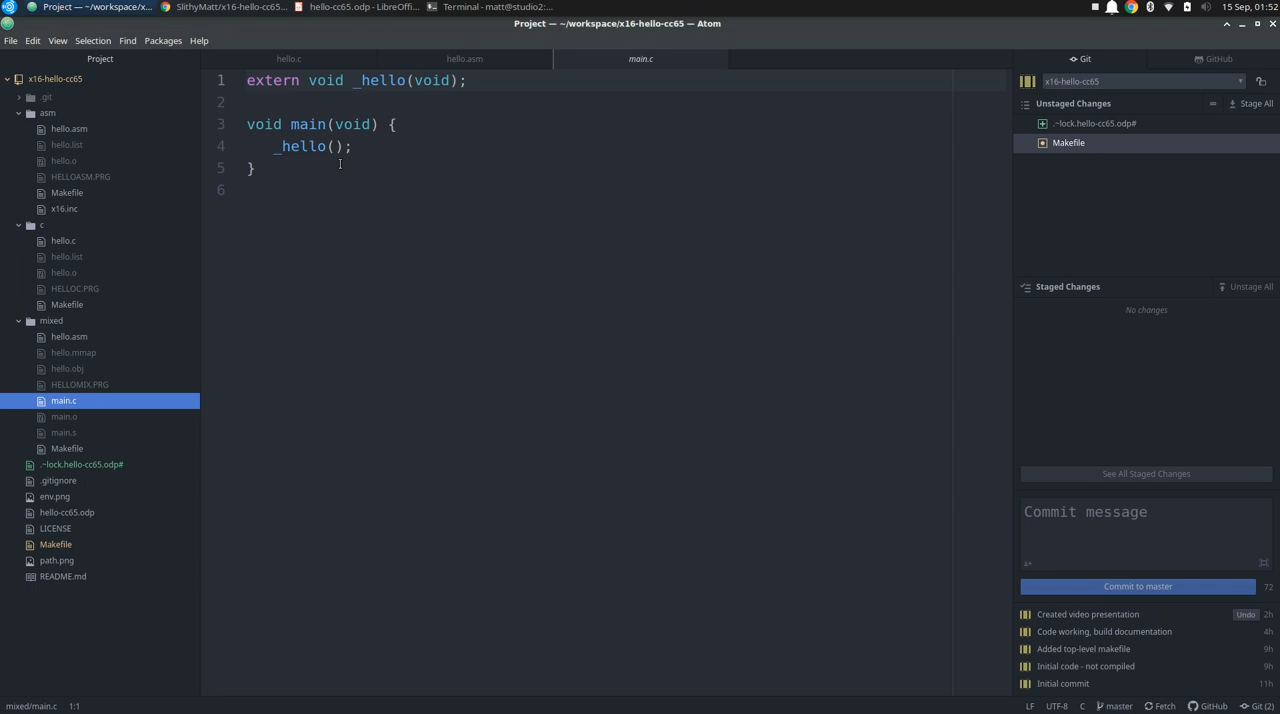 Project — ~/workspace/x...
SlithyMatt/x16-hello-cc65...
hello-cc65.odp - LibreOffi...
Terminal - matt@studio2:...
15 Sep, 01:52
Project — ~/workspace/x16-hello-cc65 — Atom
File Edit View Selection Find Packages Help
Project
x16-hello-cc65
.git
asm
hello.asm
hello.list
hello.o
HELLOASM.PRG
Makefile
x16.inc
c
hello.c
hello.list
hello.o
HELLOC.PRG
Makefile
mixed
hello.asm
hello.mmap
hello.obj
HELLOMIX.PRG
main.c
main.o
main.s
Makefile
.~lock.hello-cc65.odp#
.gitignore
env.png
hello-cc65.odp
LICENSE
Makefile
path.png
README.md
hello.c
hello.asm
main.c
1 extern void _hello(void);
2
3 void main(void) {
4 _hello();
5 }
6
Git
GitHub
x16-hello-cc65
Unstaged Changes
Stage All
.~lock.hello-cc65.odp#
Makefile
Staged Changes
Unstage All
No changes
See All Staged Changes
Commit message
Commit to master
72
Created video presentation Undo 2h
Code working, build documentation 4h
Added top-level makefile 9h
Initial code - not compiled 9h
Initial commit 11h
mixed/main.c 1:1
LF UTF-8 C master Fetch GitHub Git (2)